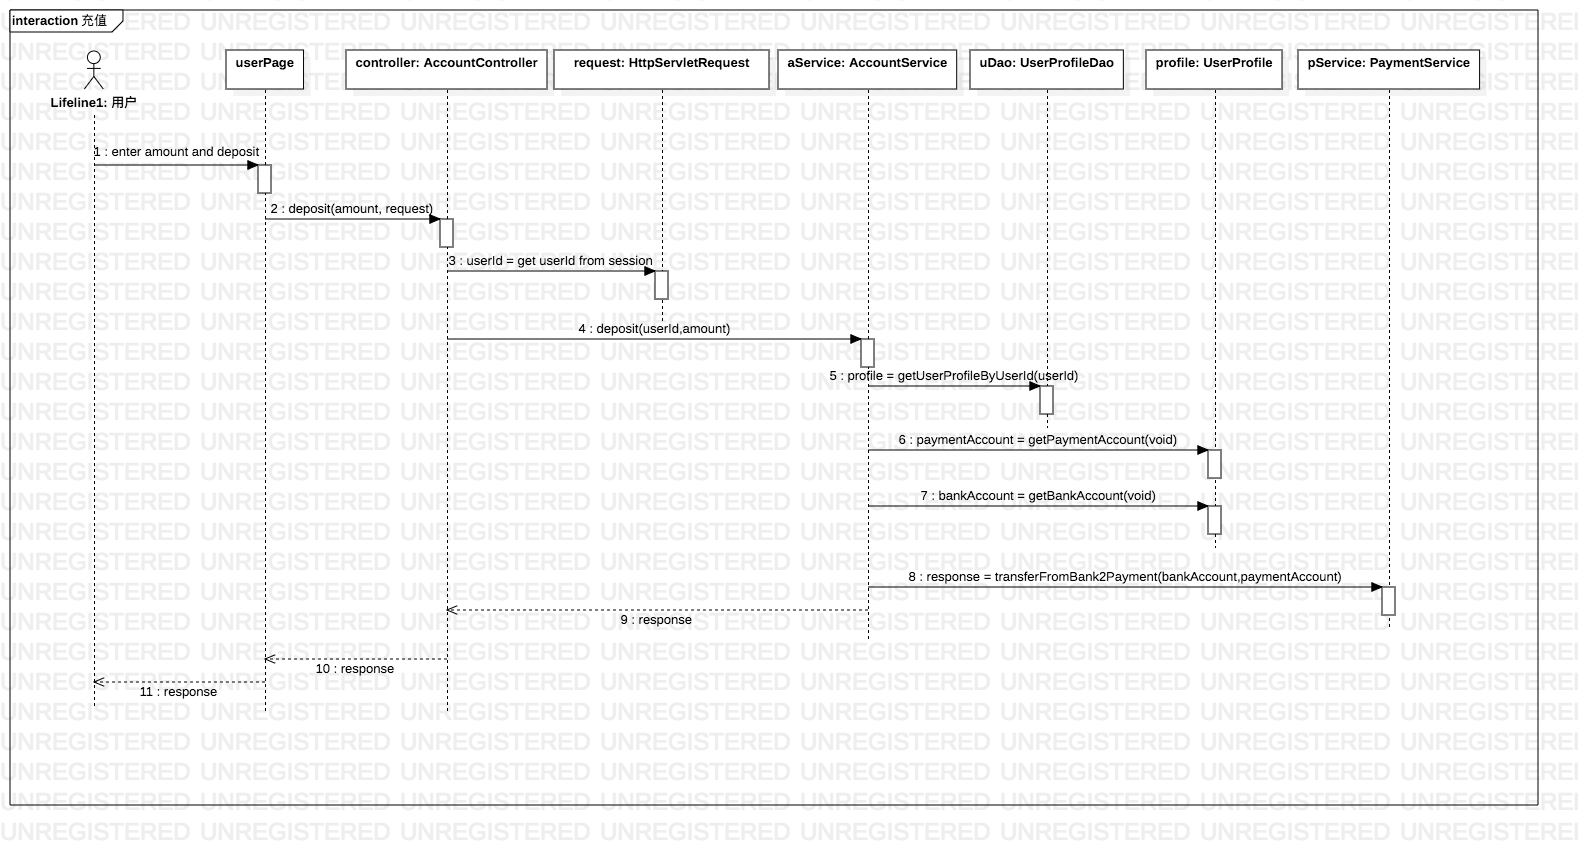 interaction 充值
Lifeline1: 用户
userPage
controller: AccountController
request: HttpServletRequest
aService: AccountService
uDao: UserProfileDao
profile: UserProfile
pService: PaymentService
1 : enter amount and deposit
2 : deposit(amount, request)
3 : userId = get userId from session
4 : deposit(userId,amount)
5 : profile = getUserProfileByUserId(userId)
6 : paymentAccount = getPaymentAccount(void)
7 : bankAccount = getBankAccount(void)
8 : response = transferFromBank2Payment(bankAccount,paymentAccount)
9 : response
10 : response
11 : response
UNREGISTERED